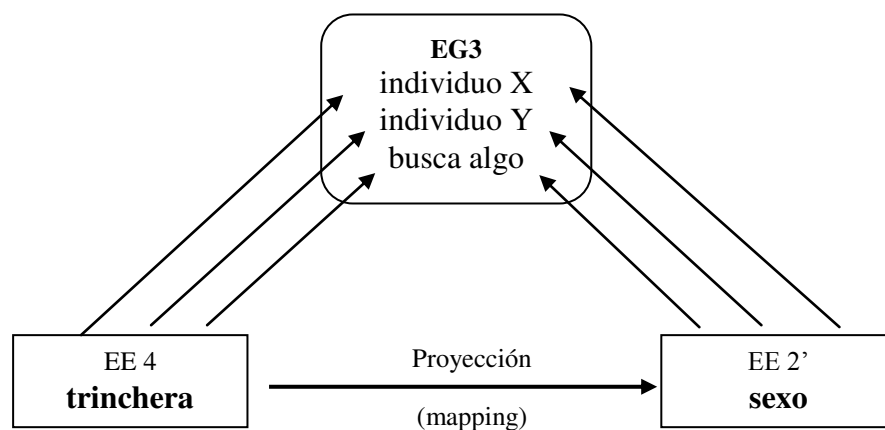 EG3
individuo X
individuo Y
busca algo
EE 4
trinchera
Proyección
(mapping)
EE 2’
sexo